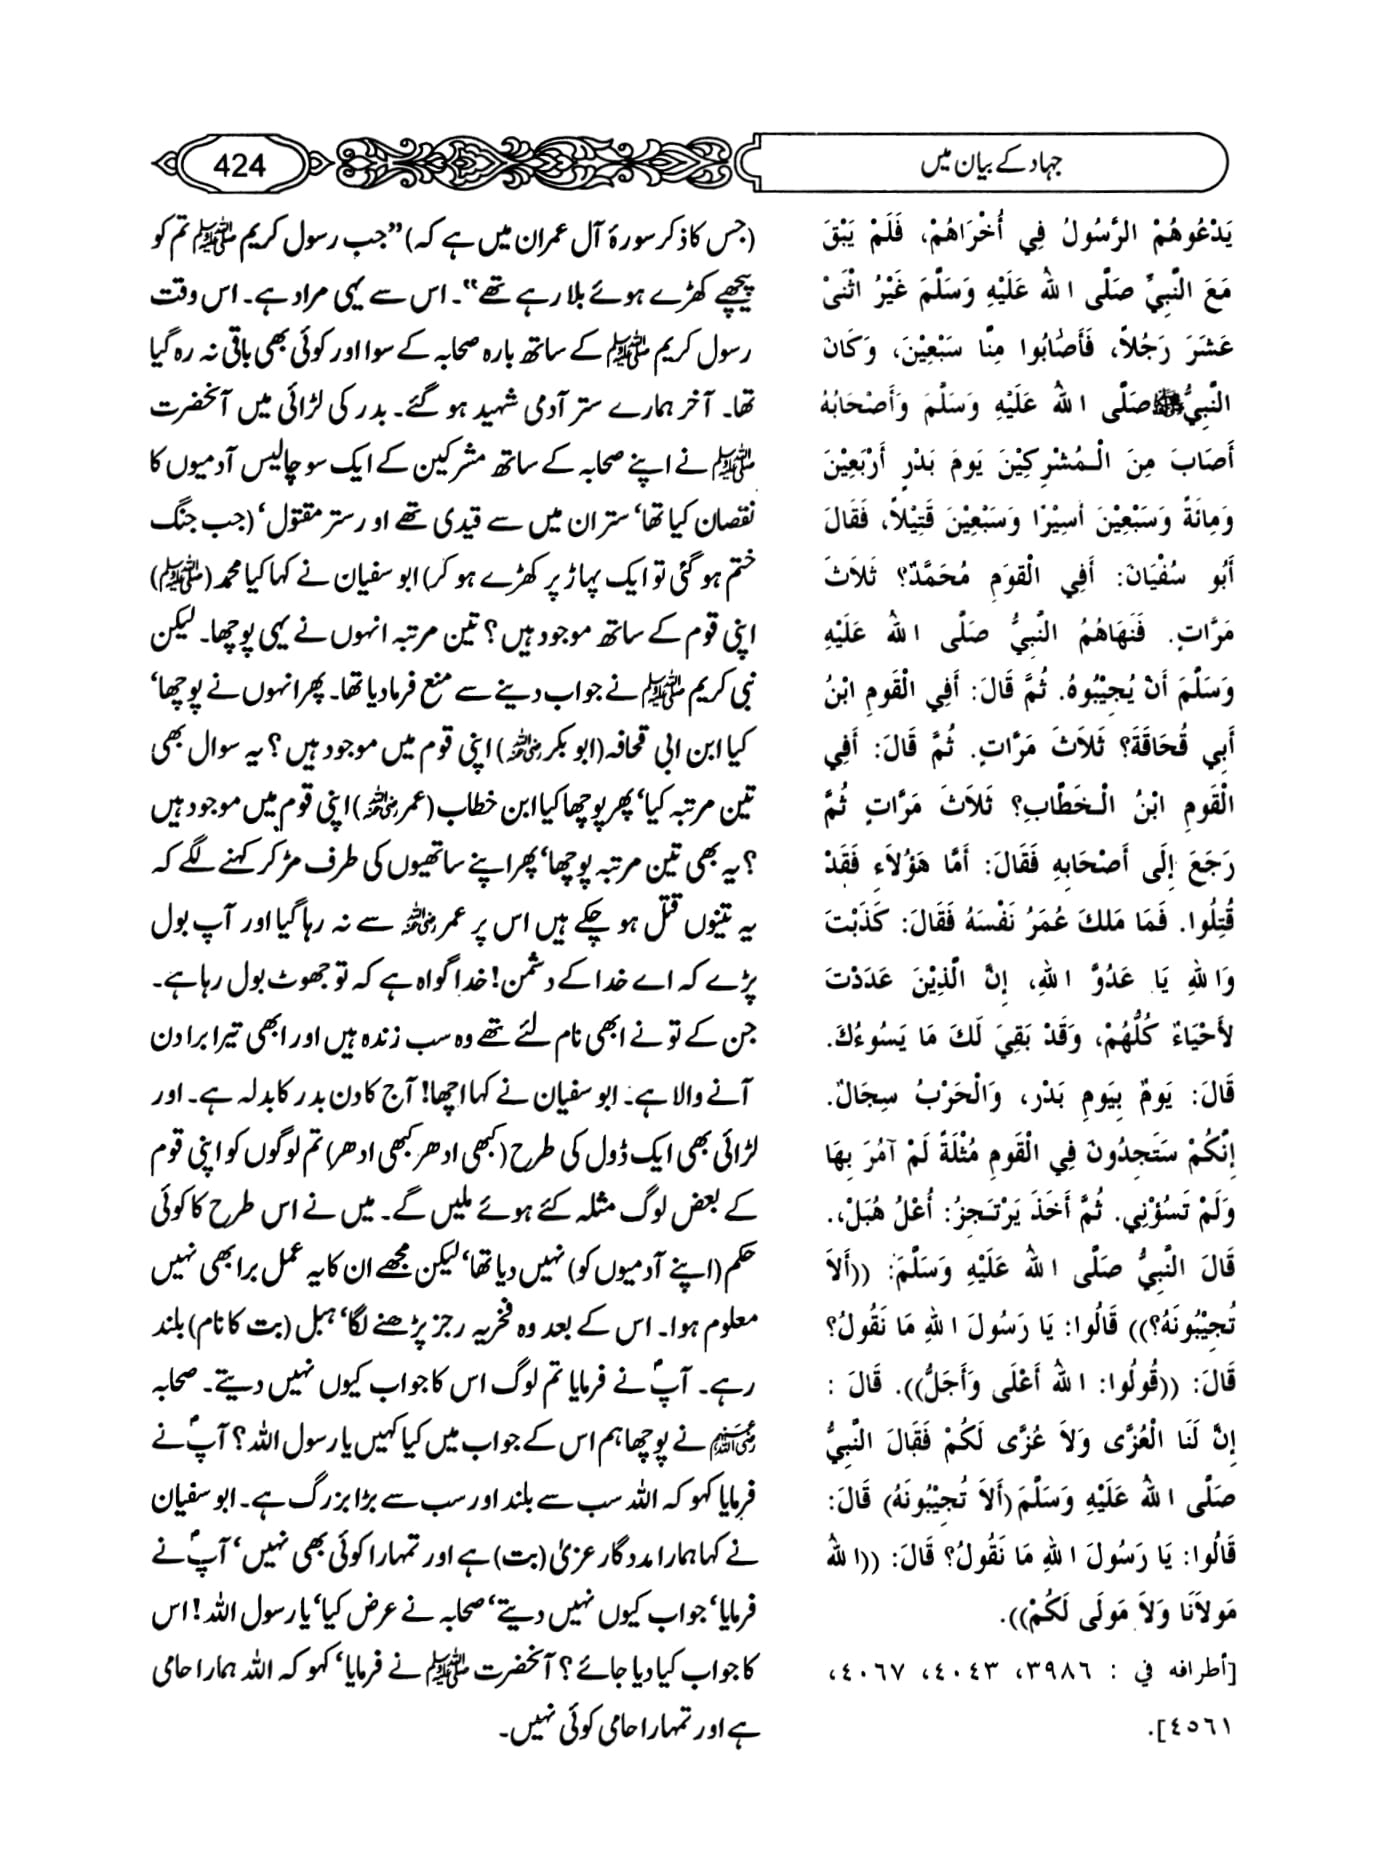 جہاد کے بیان میں
424
يَدْعُوهُمْ الرَّسُولُ فِي أُخْرَاهُمْ، فَلَمْ يَبْقَ
مَعَ النَّبِيِّ صَلَّى اللهُ عَلَيْهِ وَسَلَّمَ غَيْرُ اثْنَيْ
عَشَرَ رَجُلاً، فَأَصَابُوا مِنَّا سَبْعِيْنَ، وَكَانَ
النَّبِيُّ ﷺ صَلَّى اللهُ عَلَيْهِ وَسَلَّمَ وَأَصْحَابُهُ
أَصَابَ مِنَ الْمُشْرِكِيْنَ يَومَ بَدْرٍ أَرْبَعِيْنَ
وَمِائَةً وَسَبْعِيْنَ أَسِيْرًا وَسَبْعِيْنَ قَتِيْلاً، فَقَالَ
أَبُو سُفْيَانَ: أَفِي الْقَومِ مُحَمَّدٌ؟ ثَلاَثَ
مَرَّاتٍ. فَنَهَاهُمُ النَّبِيُّ صَلَّى اللهُ عَلَيْهِ
وَسَلَّمَ أَنْ يُجِيْبُوهُ. ثُمَّ قَالَ: أَفِي الْقَومِ ابْنُ
أَبِي قُحَافَةَ؟ ثَلاَثَ مَرَّاتٍ. ثُمَّ قَالَ: أَفِي
الْقَومِ ابْنُ الْخَطَّابِ؟ ثَلاَثَ مَرَّاتٍ ثُمَّ
رَجَعَ إِلَى أَصْحَابِهِ فَقَالَ: أَمَّا هَؤُلاَءِ فَقَدْ
قُتِلُوا. فَمَا مَلكَ عُمَرُ نَفْسَهُ فَقَالَ: كَذَبْتَ
وَاللهِ يَا عَدُوَّ اللهِ، إِنَّ الَّذِيْنَ عَدَدْتَ
لأَحْيَاءٌ كُلُّهُمْ، وَقَدْ بَقِيَ لَكَ مَا يَسُوءُكَ.
قَالَ: يَومٌ بِيَومِ بَدْر، وَالْحَرْبُ سِجَالٌ.
إِنَّكُمْ سَتَجِدُونَ فِي الْقَومِ مُثْلَةً لَمْ آمُرَ بِهَا
وَلَمْ تَسُؤْنِي. ثُمَّ أَخَذَ يَرْتَجِزُ: أُعْلُ هُبَلْ،.
قَالَ النَّبِيُّ صَلَّى اللهُ عَلَيْهِ وَسَلَّمَ: ((أَلاَ
تُجِيْبُونَهُ؟)) قَالُوا: يَا رَسُولَ اللهِ مَا نَقُولُ؟
قَالَ: ((قُولُوا: اللهُ أَعْلَى وَأَجَلُّ)). قَالَ :
إِنَّ لَنَا الْعُزَّى وَلاَ عُزَّى لَكُمْ فَقَالَ النَّبِيُّ
صَلَّى اللهُ عَلَيْهِ وَسَلَّمَ (أَلاَ تُجِيْبُونَهُ) قَالَ:
قَالُوا: يَا رَسُولَ اللهِ مَا نَقُولُ؟ قَالَ: ((اللهُ
مَولاَنَا وَلاَ مَولَى لَكُمْ)).
[أطرافه في : ٣٩٨٦، ٤٠٤٣، ٤٠٦٧،
٤٥٦١].
(جس کا ذکر سورۂ آل عمران میں ہے کہ) ”جب رسول کریم ﷺ تم کو
پیچھے کھڑے ہوئے بلا رہے تھے“۔ اس سے یہی مراد ہے۔ اس وقت
رسول کریم ﷺ کے ساتھ بارہ صحابہ کے سوا اور کوئی بھی باقی نہ رہ گیا
تھا۔ آخر ہمارے ستر آدمی شہید ہو گئے۔ بدر کی لڑائی میں آنحضرت
ﷺ نے اپنے صحابہ کے ساتھ مشرکین کے ایک سو چالیس آدمیوں کا
نقصان کیا تھا‘ ستر ان میں سے قیدی تھے اور ستر مقتول‘ (جب جنگ
ختم ہو گئی تو ایک پہاڑ پر کھڑے ہو کر) ابو سفیان نے کہا کیا محمد (ﷺ)
اپنی قوم کے ساتھ موجود ہیں؟ تین مرتبہ انہوں نے یہی پوچھا۔ لیکن
نبی کریم ﷺ نے جواب دینے سے منع فرما دیا تھا۔ پھر انہوں نے پوچھا‘
کیا ابن ابی قحافہ (ابو بکر رضی اللہ عنہ) اپنی قوم میں موجود ہیں؟ یہ سوال بھی
تین مرتبہ کیا‘ پھر پوچھا کیا ابن خطاب (عمر رضی اللہ عنہ) اپنی قوم میں موجود ہیں
؟ یہ بھی تین مرتبہ پوچھا‘ پھر اپنے ساتھیوں کی طرف مڑ کر کہنے لگے کہ
یہ تینوں قتل ہو چکے ہیں اس پر عمر رضی اللہ عنہ سے نہ رہا گیا اور آپ بول
پڑے کہ اے خدا کے دشمن! خدا گواہ ہے کہ تو جھوٹ بول رہا ہے۔
جن کے تو نے ابھی نام لئے تھے وہ سب زندہ ہیں اور ابھی تیرا برا دن
آنے والا ہے۔ ابو سفیان نے کہا اچھا! آج کا دن بدر کا بدلہ ہے۔ اور
لڑائی بھی ایک ڈول کی طرح (کبھی ادھر کبھی ادھر) تم لوگوں کو اپنی قوم
کے بعض لوگ مثلہ کئے ہوئے ملیں گے۔ میں نے اس طرح کا کوئی
حکم (اپنے آدمیوں کو) نہیں دیا تھا‘ لیکن مجھے ان کا یہ عمل برا بھی نہیں
معلوم ہوا۔ اس کے بعد وہ فخریہ رجز پڑھنے لگا‘ ہبل (بت کا نام) بلند
رہے۔ آپؐ نے فرمایا تم لوگ اس کا جواب کیوں نہیں دیتے۔ صحابہ
رضی اللہ عنہم نے پوچھا ہم اس کے جواب میں کیا کہیں یا رسول اللہ؟ آپؐ نے
فرمایا کہو کہ اللہ سب سے بلند اور سب سے بڑا بزرگ ہے۔ ابو سفیان
نے کہا ہمارا مددگار عزیٰ (بت) ہے اور تمہارا کوئی بھی نہیں‘ آپؐ نے
فرمایا‘ جواب کیوں نہیں دیتے‘ صحابہ نے عرض کیا‘ یا رسول اللہ! اس
کا جواب کیا دیا جائے؟ آنحضرت ﷺ نے فرمایا‘ کہو کہ اللہ ہمارا حامی
ہے اور تمہارا حامی کوئی نہیں۔